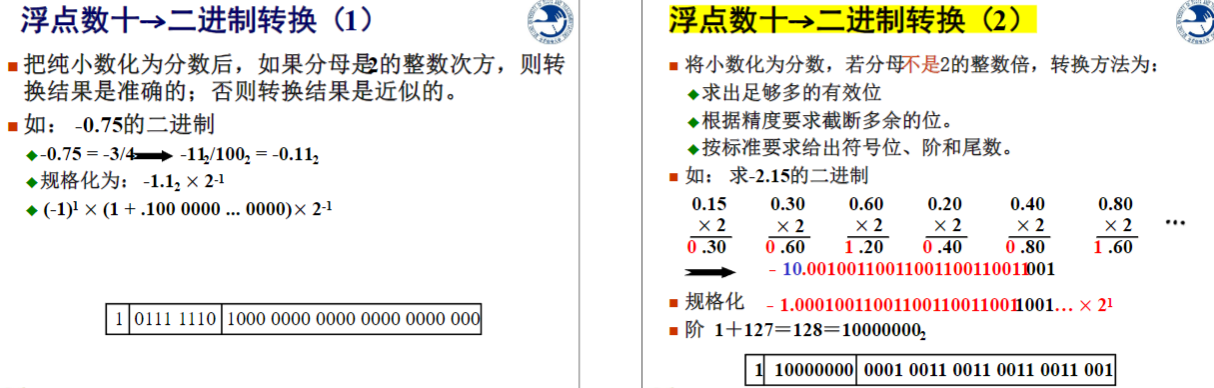 浮点数十→二进制转换（1）
■ 把纯小数化为分数后，如果分母是2的整数次方，则转
换结果是准确的；否则转换结果是近似的。
■ 如： -0.75的二进制
◆ -0.75 = -3/4 → -11₂/100₂ = -0.11₂
◆ 规格化为： -1.1₂ × 2⁻¹
◆ (-1)¹ × (1 + .100 0000 ... 0000)× 2⁻¹
1 0111 1110 1000 0000 0000 0000 0000 000
浮点数十→二进制转换（2）
■ 将小数化为分数，若分母不是2的整数倍，转换方法为：
◆ 求出足够多的有效位
◆ 根据精度要求截断多余的位。
◆ 按标准要求给出符号位、阶和尾数。
■ 如： 求-2.15的二进制
0.15 0.30 0.60 0.20 0.40 0.80
× 2 × 2 × 2 × 2 × 2 × 2 …
0 .30 0 .60 1 .20 0 .40 0 .80 1 .60
→ - 10.001001100110011001100110011001
■ 规格化 - 1.00010011001100110011001 1001… × 2¹
■ 阶 1＋127＝128＝10000000₂
1 10000000 0001 0011 0011 0011 0011 001